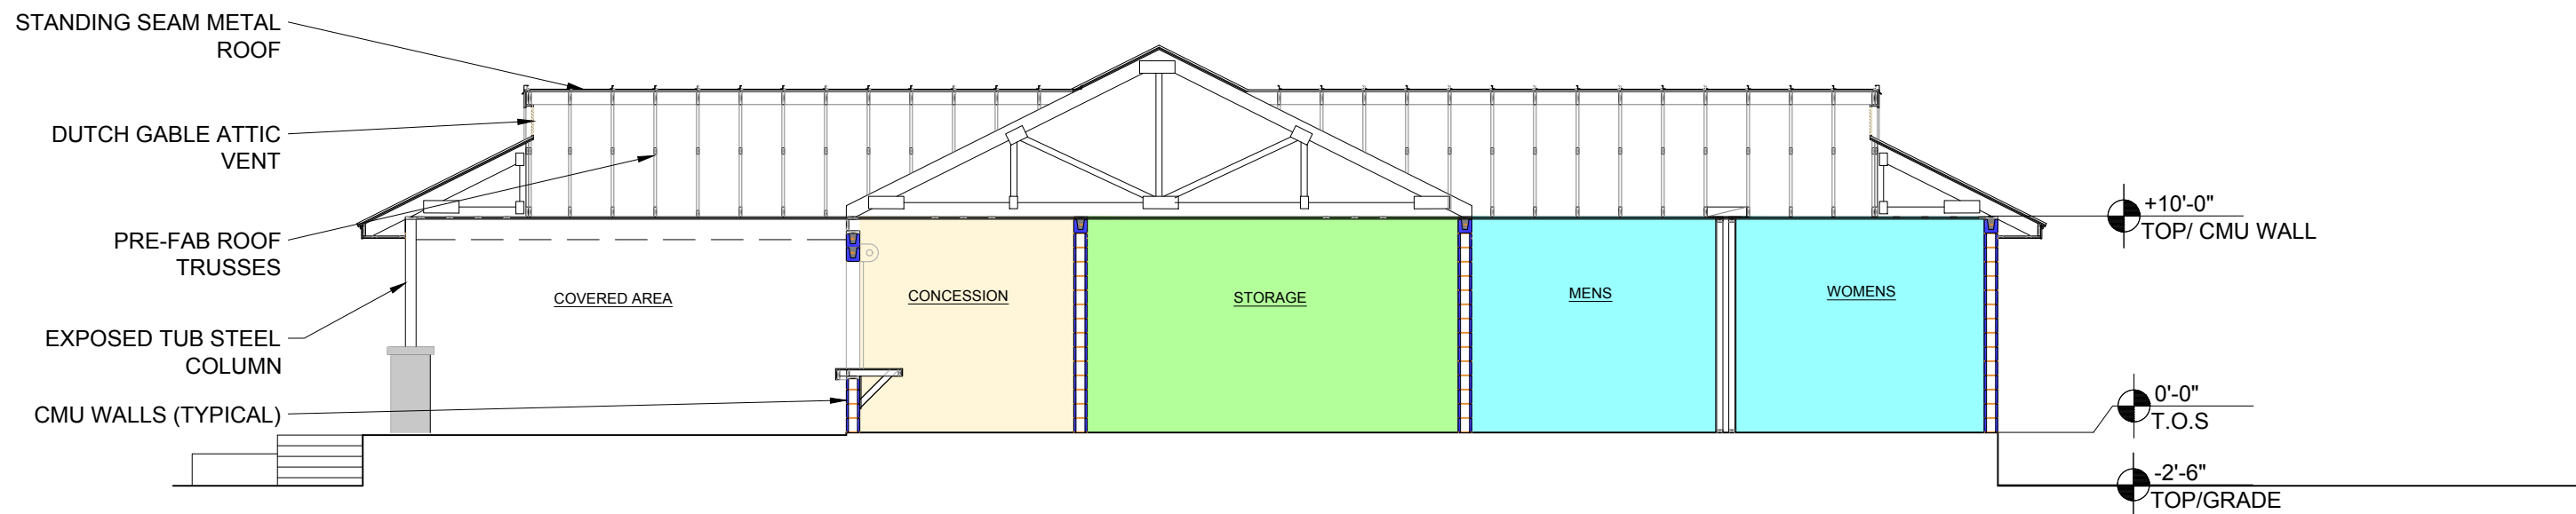 STANDING SEAM METAL
ROOF
DUTCH GABLE ATTIC
VENT
PRE-FAB ROOF
TRUSSES
EXPOSED TUB STEEL
COLUMN
CMU WALLS (TYPICAL)
COVERED AREA
CONCESSION
STORAGE
MENS
WOMENS
+10'-0"
TOP/ CMU WALL
0'-0"
T.O.S
-2'-6"
TOP/GRADE